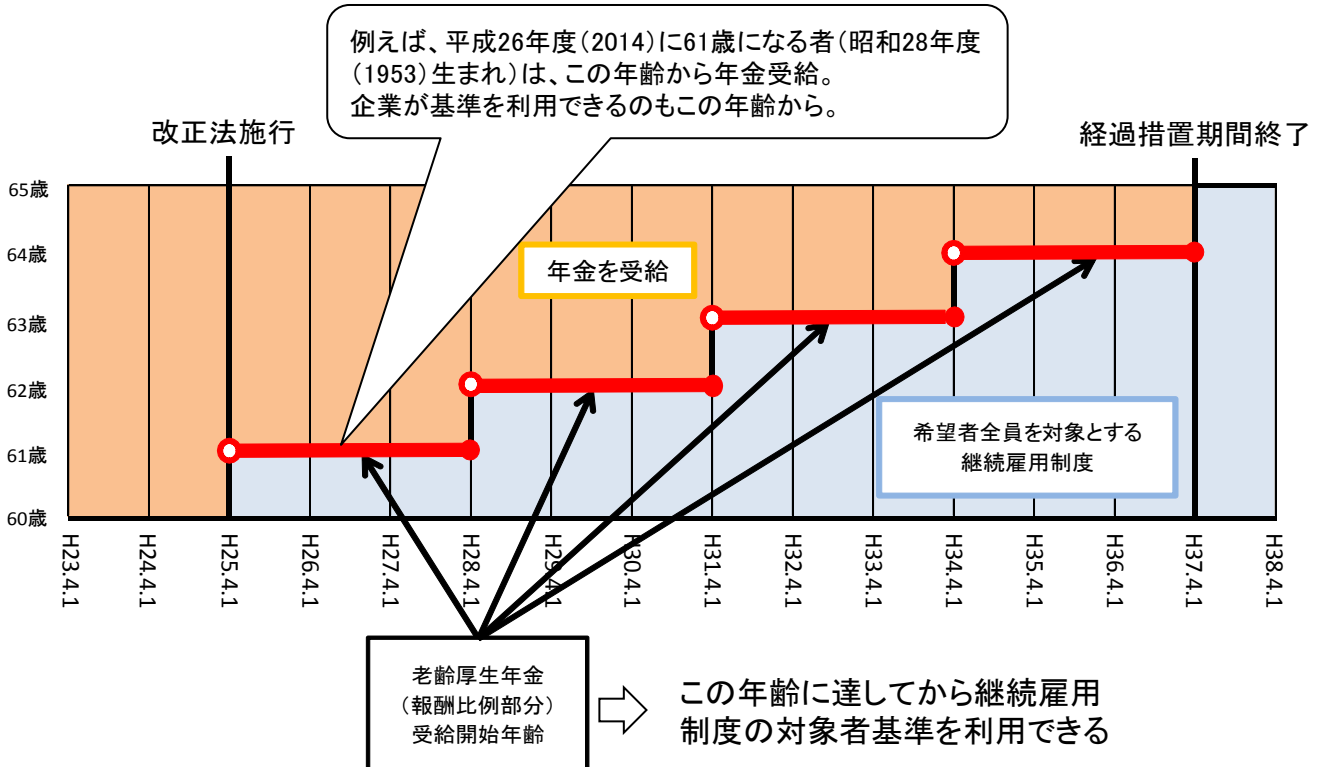 例えば、平成26年度(2014)に61歳になる者(昭和28年度
(1953)生まれ)は、この年齢から年金受給。
企業が基準を利用できるのもこの年齢から。
改正法施行
経過措置期間終了
65歳
64歳
63歳
62歳
61歳
60歳
年金を受給
希望者全員を対象とする
継続雇用制度
H23.4.1
H24.4.1
H25.4.1
H26.4.1
H27.4.1
H28.4.1
H29.4.1
H30.4.1
H31.4.1
H32.4.1
H33.4.1
H34.4.1
H35.4.1
H36.4.1
H37.4.1
H38.4.1
老齢厚生年金
(報酬比例部分)
受給開始年齢
この年齢に達してから継続雇用
制度の対象者基準を利用できる